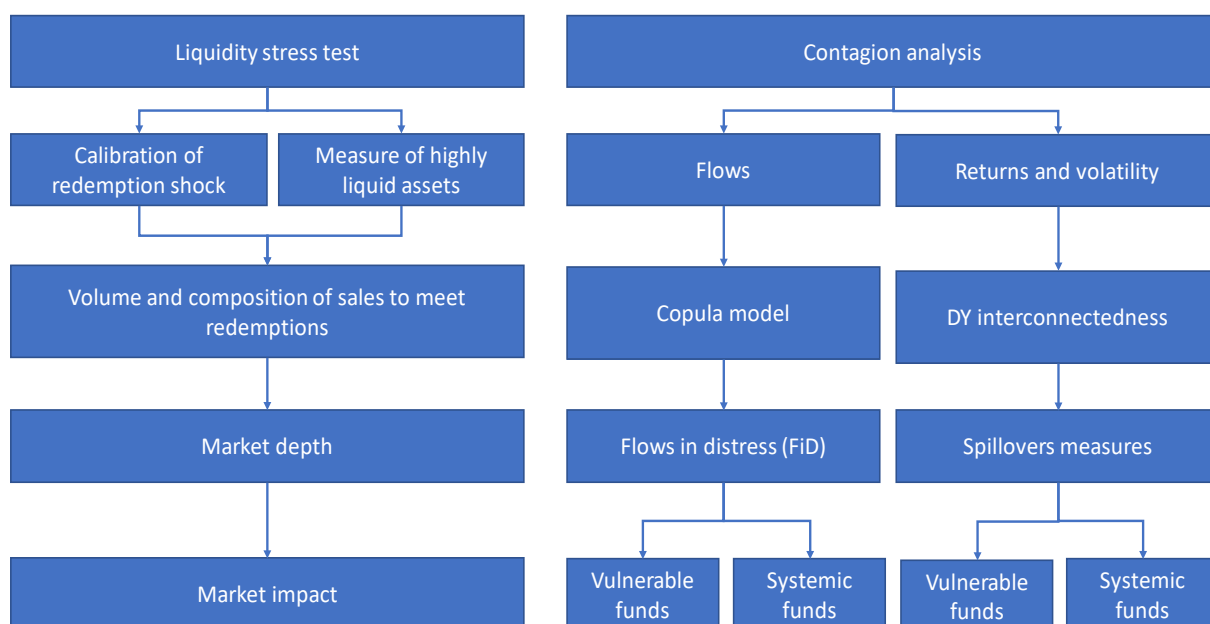 Liquidity stress test
Contagion analysis
Calibration of
redemption shock
Measure of highly
liquid assets
Flows
Returns and volatility
Volume and composition of sales to meet
redemptions
Copula model
DY interconnectedness
Market depth
Flows in distress (FiD)
Spillovers measures
Market impact
Vulnerable
funds
Systemic
funds
Vulnerable
funds
Systemic
funds